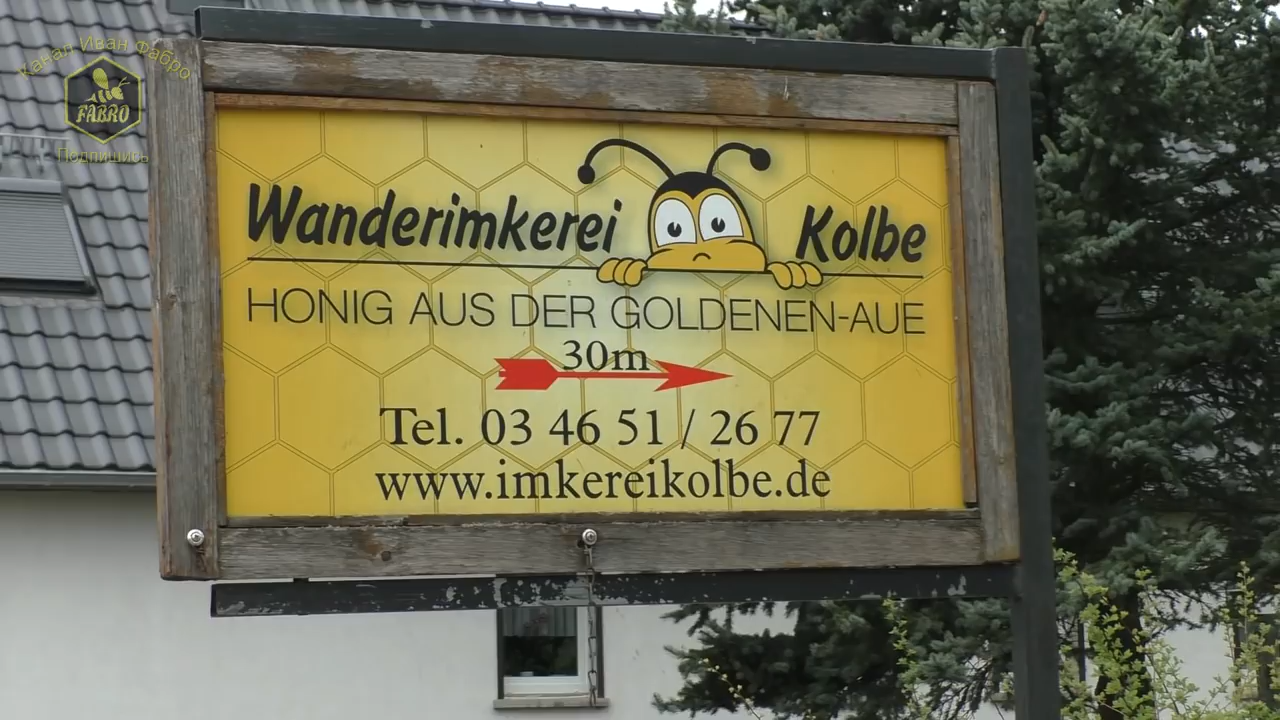 Канал Иван Фабро
FABRO
Подпишись
Wanderimkerei Kolbe
HONIG AUS DER GOLDENEN-AUE
30m
Tel. 03 46 51 / 26 77
www.imkereikolbe.de